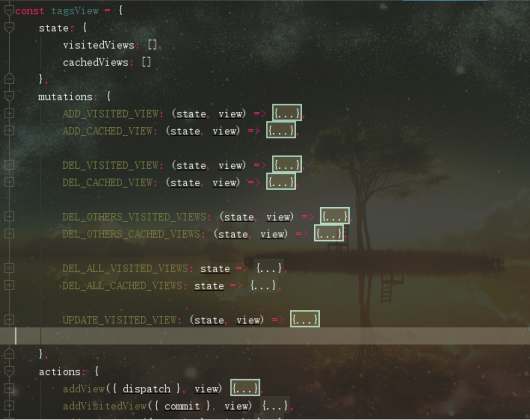 const tagsView = {
state: {
visitedViews: [],
cachedViews: []
},
mutations: {
ADD_VISITED_VIEW: (state, view) => {...},
ADD_CACHED_VIEW: (state, view) => {...},
DEL_VISITED_VIEW: (state, view) => {...},
DEL_CACHED_VIEW: (state, view) => {...},
DEL_OTHERS_VISITED_VIEWS: (state, view) => {...},
DEL_OTHERS_CACHED_VIEWS: (state, view) => {...},
DEL_ALL_VISITED_VIEWS: state => {...},
DEL_ALL_CACHED_VIEWS: state => {...},
UPDATE_VISITED_VIEW: (state, view) => {...}
},
actions: {
addView({ dispatch }, view) {...},
addVisitedView({ commit }, view) {...},